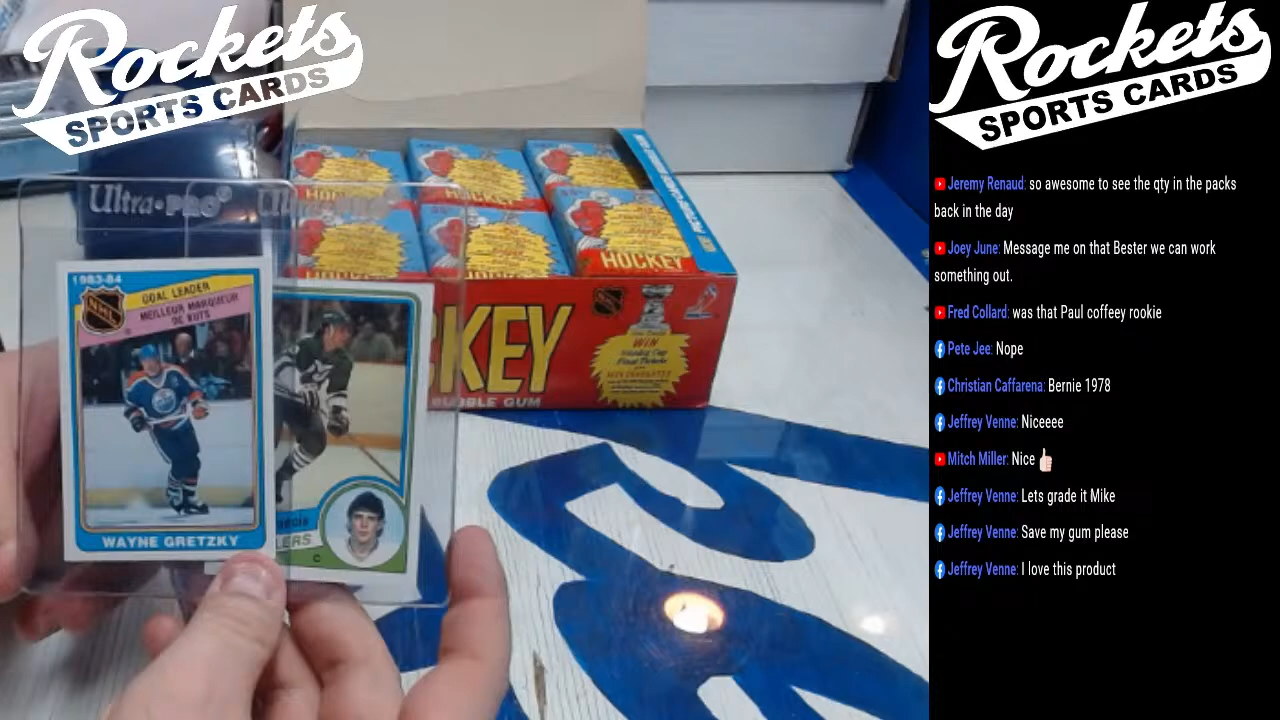 Rockets
SPORTS CARDS
Rockets
SPORTS CARDS
Ultra•PRO®
1983-84
NHL
GOAL LEADER
MEILLEUR MARQUEUR
DE BUTS
WAYNE GRETZKY
LERS
C
HOCKEY
KEY
BUBBLE GUM
WIN
Jeremy Renaud: so awesome to see the qty in the packs
back in the day
Joey June: Message me on that Bester we can work
something out.
Fred Collard: was that Paul coffeey rookie
Pete Jee: Nope
Christian Caffarena: Bernie 1978
Jeffrey Venne: Niceeee
Mitch Miller: Nice 👍
Jeffrey Venne: Lets grade it Mike
Jeffrey Venne: Save my gum please
Jeffrey Venne: I love this product